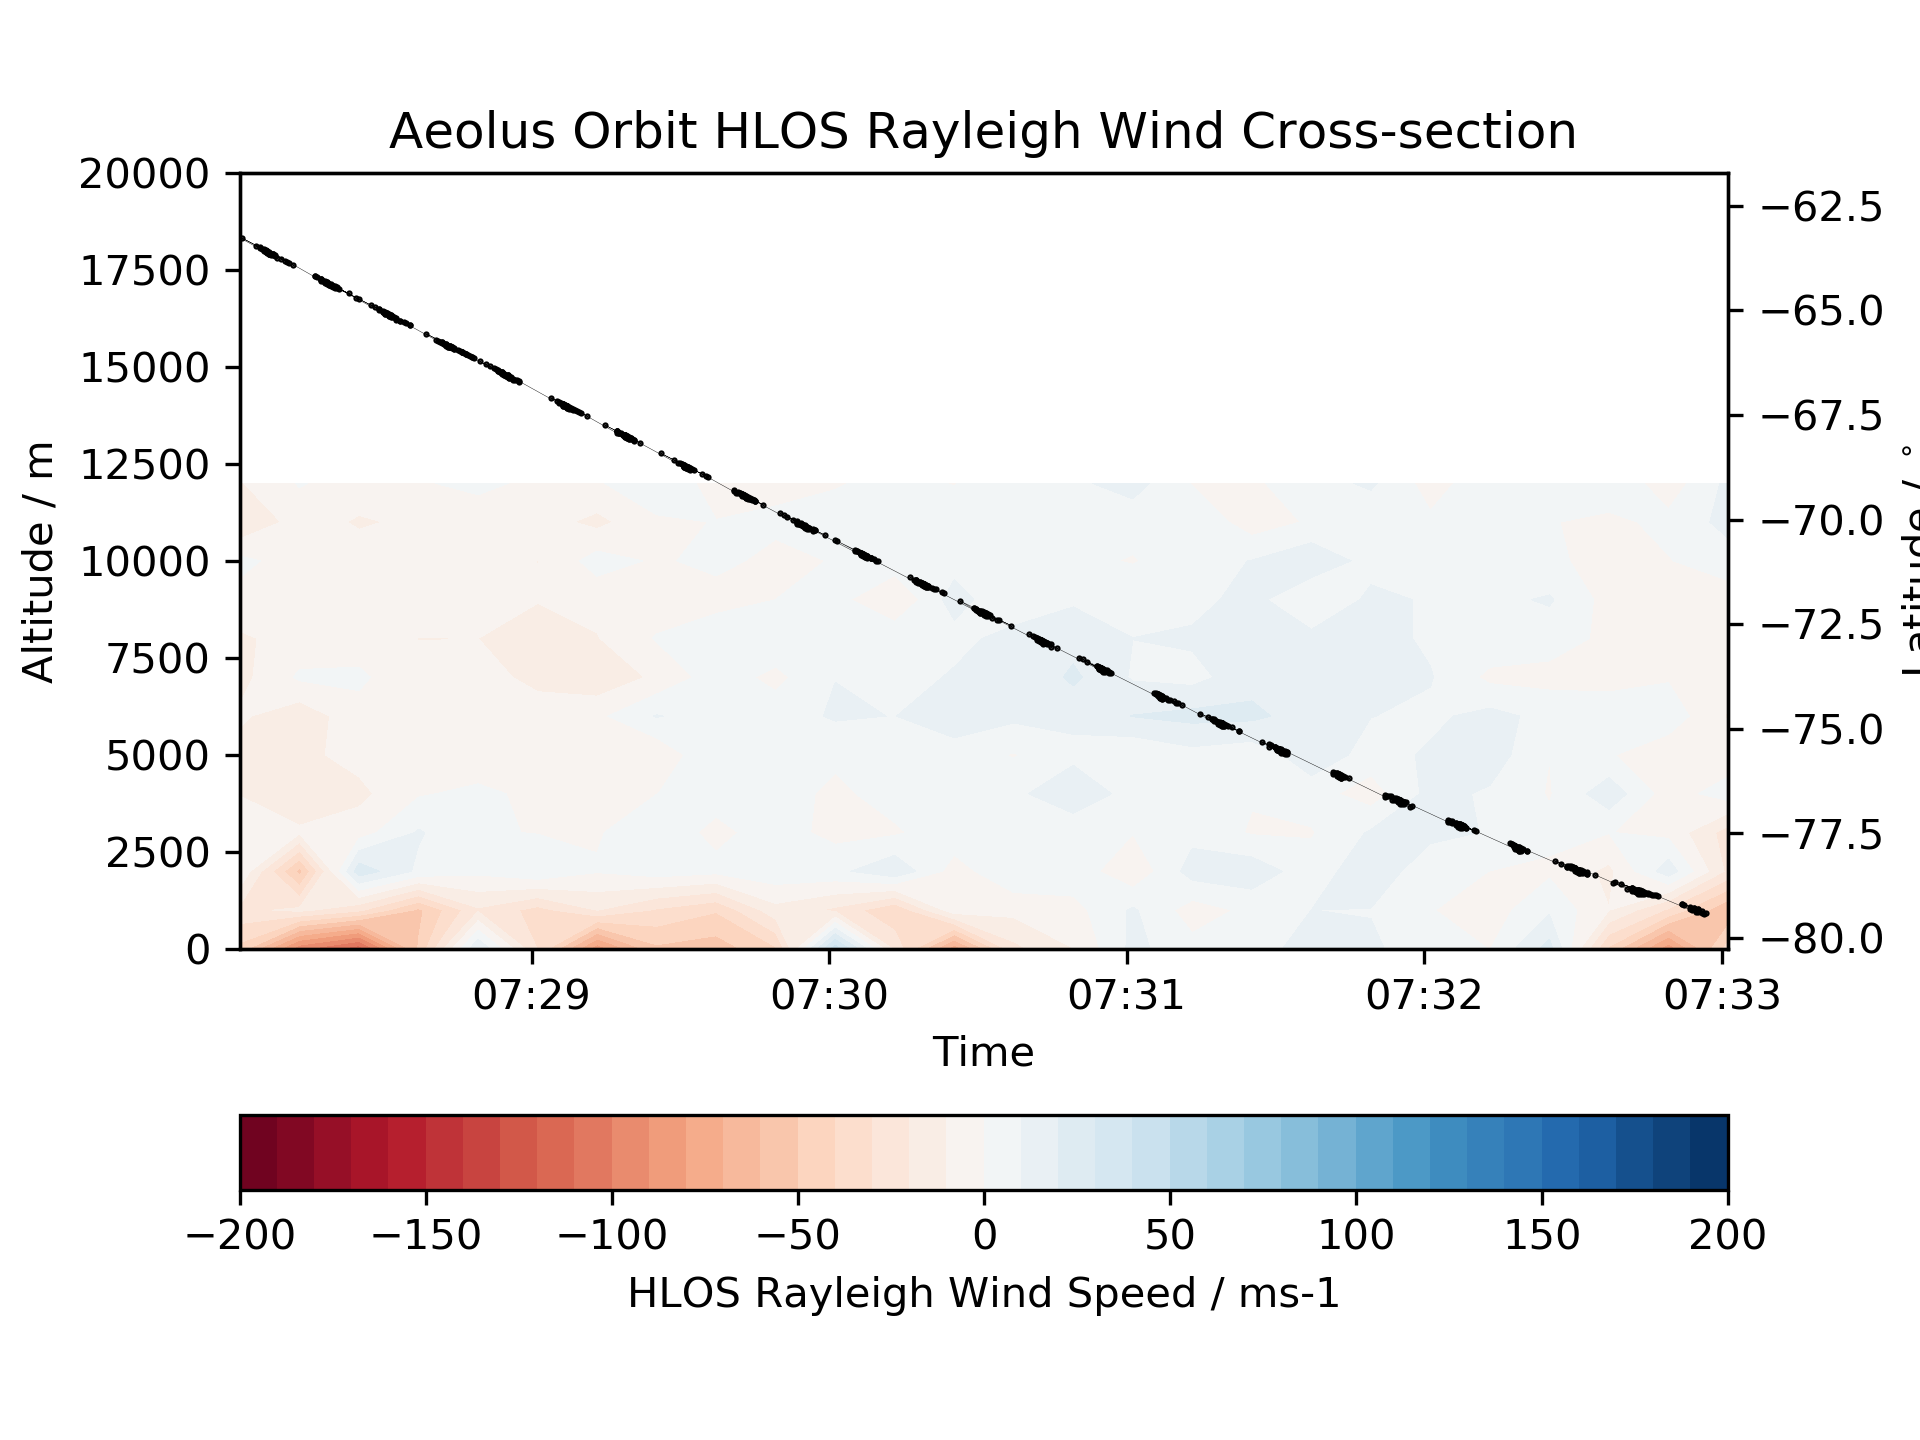 Aeolus Orbit HLOS Rayleigh Wind Cross-section
20000
17500
15000
12500
10000
7500
5000
2500
0
Altitude / m
−62.5
−65.0
−67.5
−70.0
−72.5
−75.0
−77.5
−80.0
Latitude / °
07:29 07:30 07:31 07:32 07:33
Time
−200 −150 −100 −50 0 50 100 150 200
HLOS Rayleigh Wind Speed / ms-1